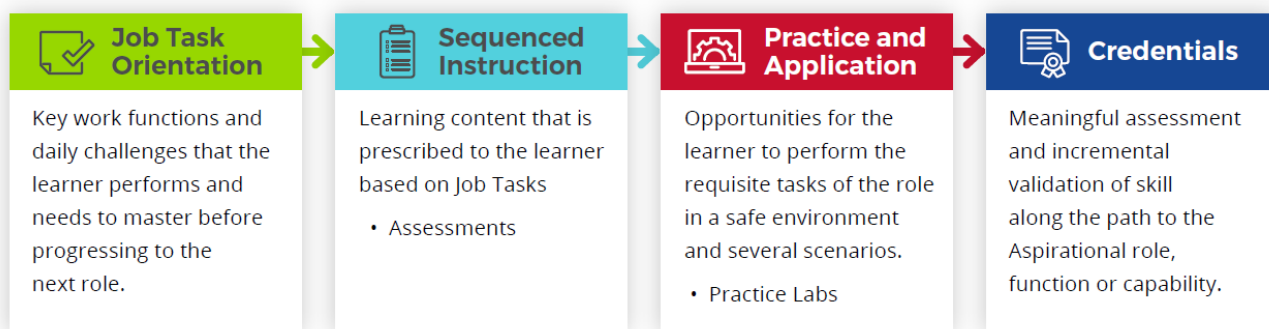 Job Task
Orientation
Key work functions and
daily challenges that the
learner performs and
needs to master before
progressing to the
next role.
Sequenced
Instruction
Learning content that is
prescribed to the learner
based on Job Tasks
• Assessments
Practice and
Application
Opportunities for the
learner to perform the
requisite tasks of the role
in a safe environment
and several scenarios.
• Practice Labs
Credentials
Meaningful assessment
and incremental
validation of skill
along the path to the
Aspirational role,
function or capability.